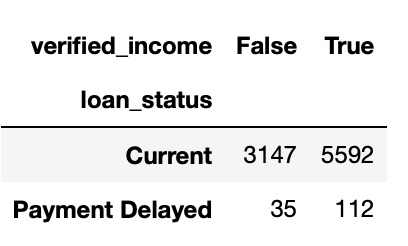 verified_income False True
loan_status
Current 3147 5592
Payment Delayed 35 112